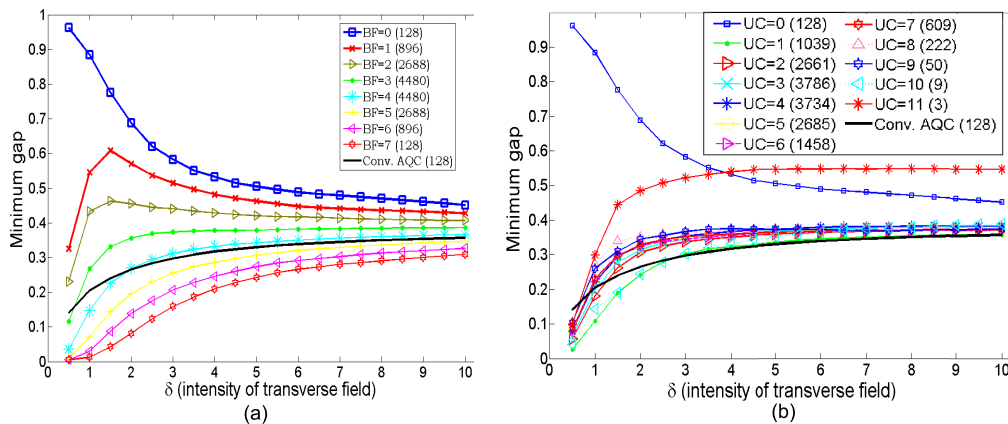 Minimum gap
1
0.9
0.8
0.7
0.6
0.5
0.4
0.3
0.2
0.1
0
0 1 2 3 4 5 6 7 8 9 10
δ (intensity of transverse field)
(a)
BF=0 (128)
BF=1 (896)
BF=2 (2688)
BF=3 (4480)
BF=4 (4480)
BF=5 (2688)
BF=6 (896)
BF=7 (128)
Conv. AQC (128)
Minimum gap
1
0.9
0.8
0.7
0.6
0.5
0.4
0.3
0.2
0.1
0
0 1 2 3 4 5 6 7 8 9 10
δ (intensity of transverse field)
(b)
UC=0 (128)
UC=1 (1039)
UC=2 (2661)
UC=3 (3786)
UC=4 (3734)
UC=5 (2685)
UC=6 (1458)
UC=7 (609)
UC=8 (222)
UC=9 (50)
UC=10 (9)
UC=11 (3)
Conv. AQC (128)